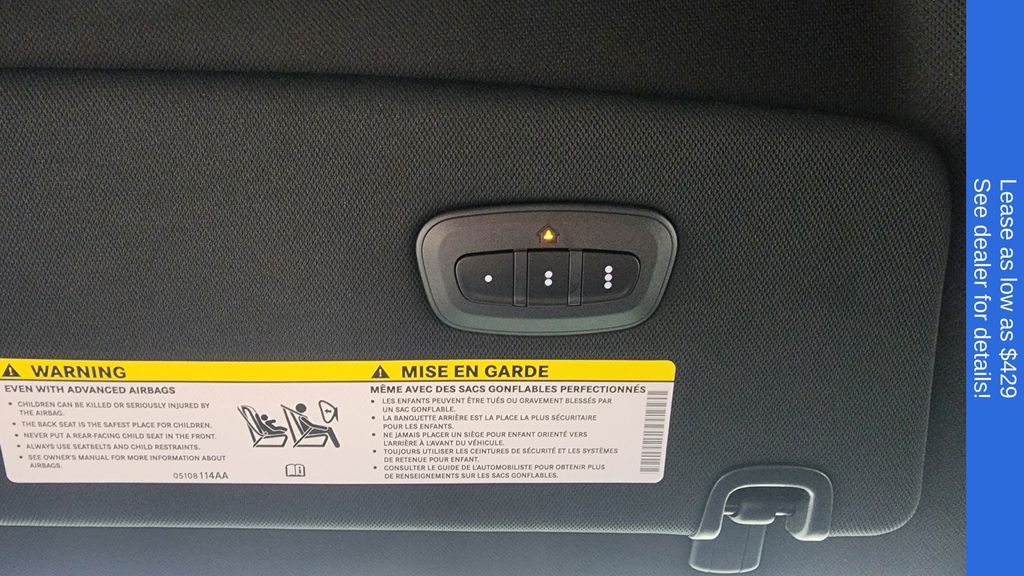 WARNING
EVEN WITH ADVANCED AIRBAGS
• CHILDREN CAN BE KILLED OR SERIOUSLY INJURED BY
THE AIRBAG.
• THE BACK SEAT IS THE SAFEST PLACE FOR CHILDREN.
• NEVER PUT A REAR-FACING CHILD SEAT IN THE FRONT.
• ALWAYS USE SEATBELTS AND CHILD RESTRAINTS.
• SEE OWNER'S MANUAL FOR MORE INFORMATION ABOUT
AIRBAGS.
05108114AA
MISE EN GARDE
MÊME AVEC DES SACS GONFLABLES PERFECTIONNÉS
• LES ENFANTS PEUVENT ÊTRE TUÉS OU GRAVEMENT BLESSÉS PAR
UN SAC GONFLABLE.
• LA BANQUETTE ARRIÈRE EST LA PLACE LA PLUS SÉCURITAIRE
POUR LES ENFANTS.
• NE JAMAIS PLACER UN SIÈGE POUR ENFANT ORIENTÉ VERS
L'ARRIÈRE À L'AVANT DU VÉHICULE.
• TOUJOURS UTILISER LES CEINTURES DE SÉCURITÉ ET LES SYSTÈMES
DE RETENUE POUR ENFANT.
• CONSULTER LE GUIDE DE L'AUTOMOBILISTE POUR OBTENIR PLUS
DE RENSEIGNEMENTS SUR LES SACS GONFLABLES.
Lease as low as $429
See dealer for details!